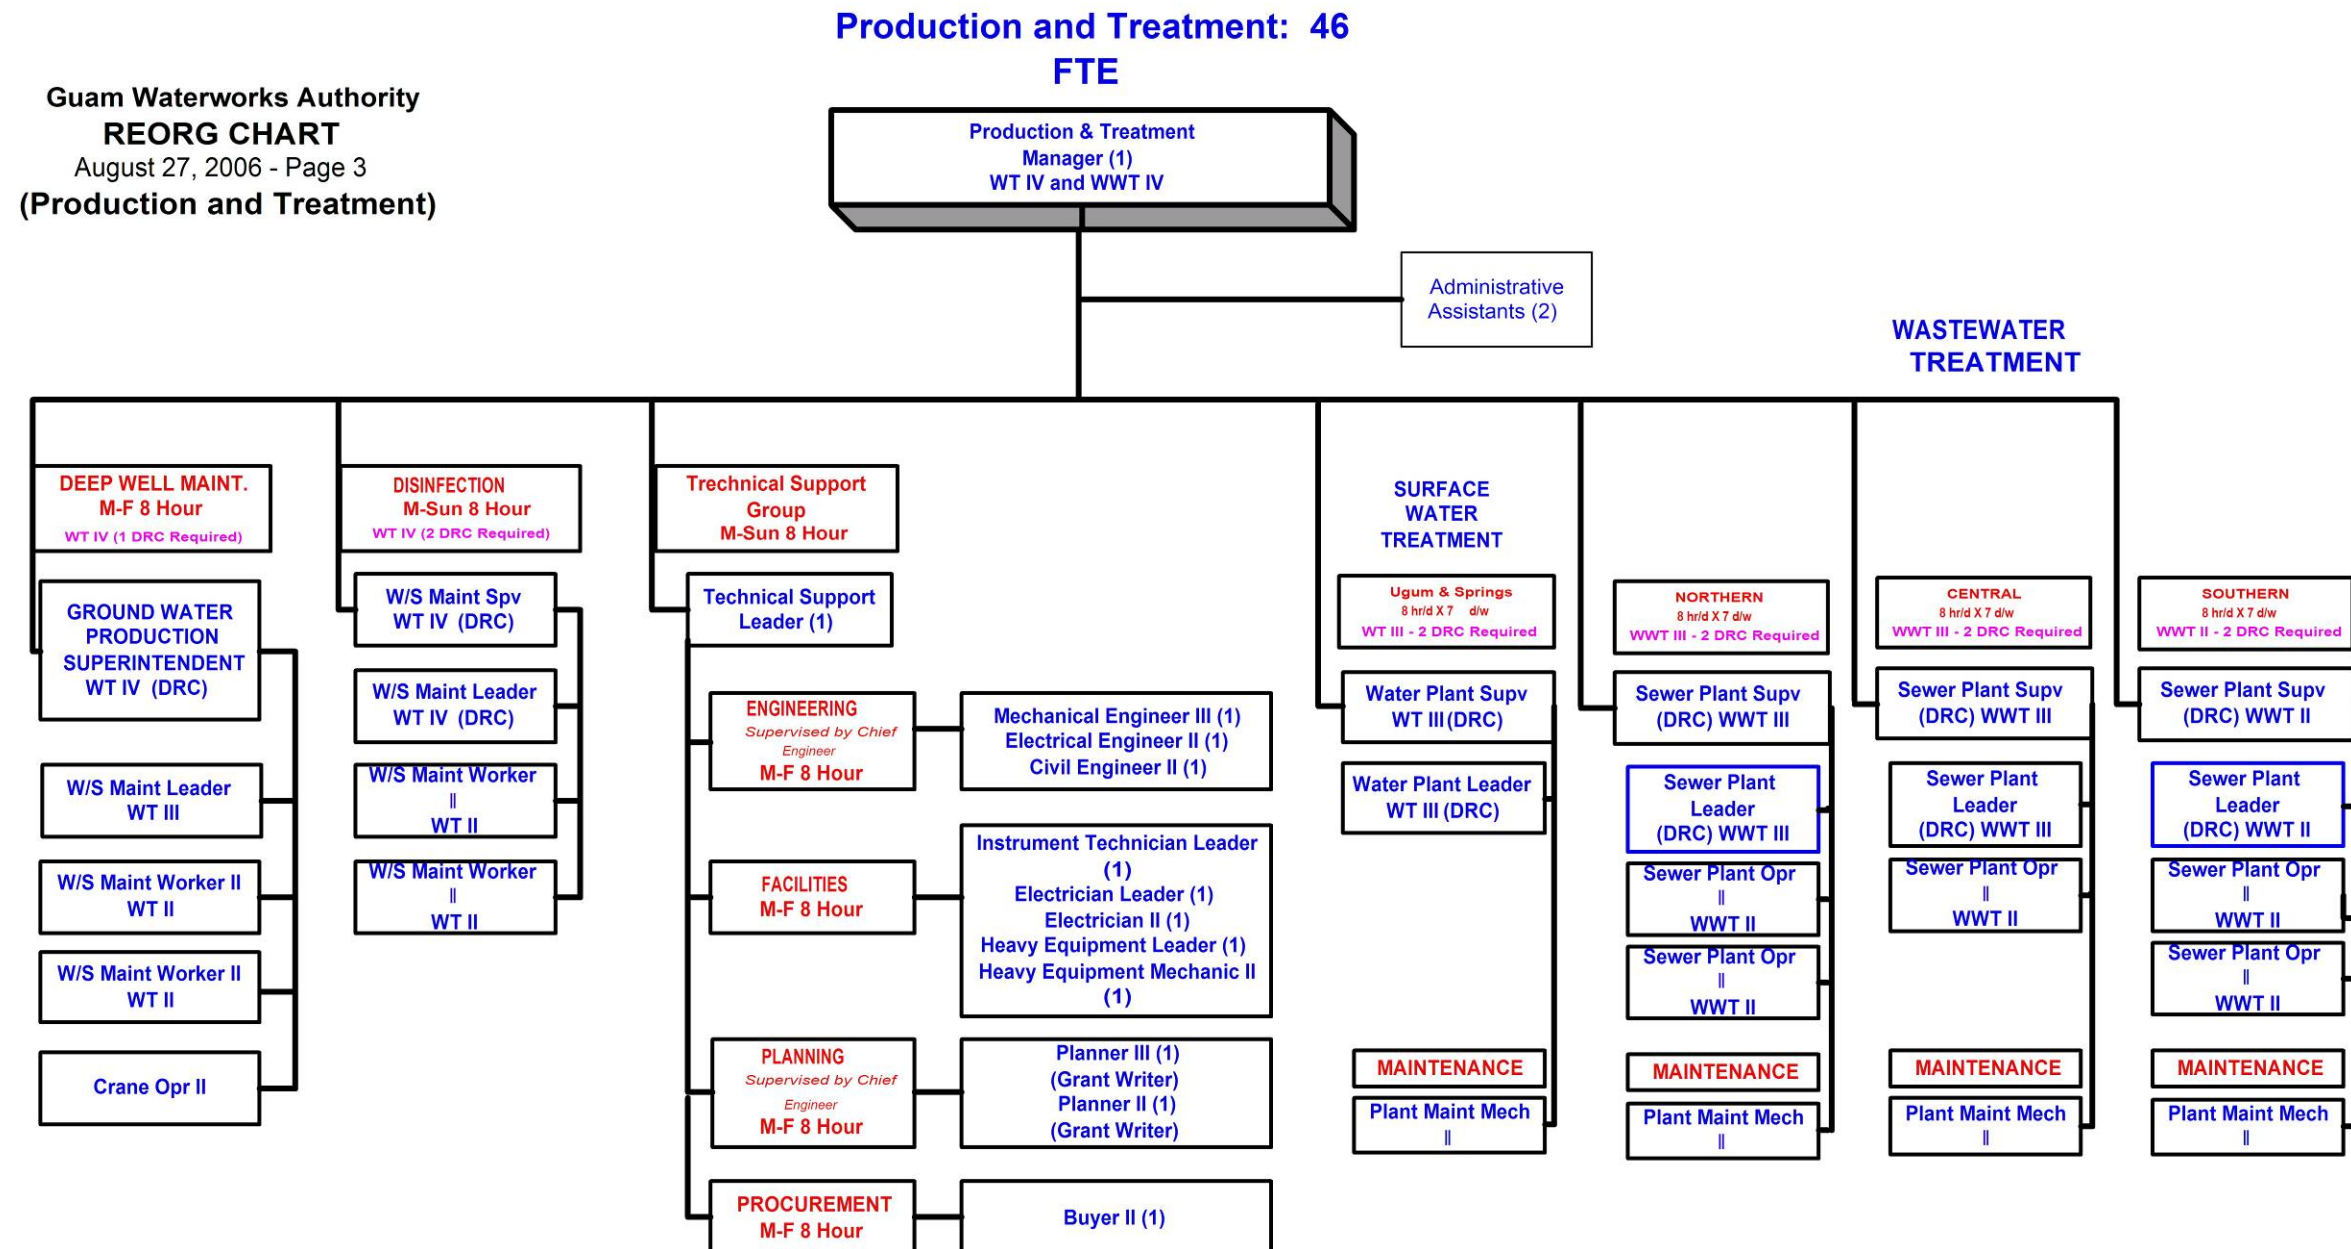 Production and Treatment: 46
FTE
Guam Waterworks Authority
REORG CHART
August 27, 2006 - Page 3
(Production and Treatment)
Production & Treatment
Manager (1)
WT IV and WWT IV
Administrative
Assistants (2)
WASTEWATER
TREATMENT
DEEP WELL MAINT.
M-F 8 Hour
WT IV (1 DRC Required)
GROUND WATER
PRODUCTION
SUPERINTENDENT
WT IV (DRC)
W/S Maint Leader
WT III
W/S Maint Worker II
WT II
W/S Maint Worker II
WT II
Crane Opr II
DISINFECTION
M-Sun 8 Hour
WT IV (2 DRC Required)
W/S Maint Spv
WT IV (DRC)
W/S Maint Leader
WT IV (DRC)
W/S Maint Worker
II
WT II
W/S Maint Worker
II
WT II
Trechnical Support
Group
M-Sun 8 Hour
Technical Support
Leader (1)
ENGINEERING
Supervised by Chief
Engineer
M-F 8 Hour
Mechanical Engineer III (1)
Electrical Engineer II (1)
Civil Engineer II (1)
FACILITIES
M-F 8 Hour
Instrument Technician Leader
(1)
Electrician Leader (1)
Electrician II (1)
Heavy Equipment Leader (1)
Heavy Equipment Mechanic II
(1)
PLANNING
Supervised by Chief
Engineer
M-F 8 Hour
Planner III (1)
(Grant Writer)
Planner II (1)
(Grant Writer)
PROCUREMENT
M-F 8 Hour
Buyer II (1)
SURFACE
WATER
TREATMENT
Ugum & Springs
8 hr/d X 7 d/w
WT III - 2 DRC Required
Water Plant Supv
WT III (DRC)
Water Plant Leader
WT III (DRC)
MAINTENANCE
Plant Maint Mech
II
NORTHERN
8 hr/d X 7 d/w
WWT III - 2 DRC Required
Sewer Plant Supv
(DRC) WWT III
Sewer Plant
Leader
(DRC) WWT III
Sewer Plant Opr
II
WWT II
Sewer Plant Opr
II
WWT II
MAINTENANCE
Plant Maint Mech
II
CENTRAL
8 hr/d X 7 d/w
WWT III - 2 DRC Required
Sewer Plant Supv
(DRC) WWT III
Sewer Plant
Leader
(DRC) WWT III
Sewer Plant Opr
II
WWT II
MAINTENANCE
Plant Maint Mech
II
SOUTHERN
8 hr/d X 7 d/w
WWT II - 2 DRC Required
Sewer Plant Supv
(DRC) WWT II
Sewer Plant
Leader
(DRC) WWT II
Sewer Plant Opr
II
WWT II
Sewer Plant Opr
II
WWT II
MAINTENANCE
Plant Maint Mech
II